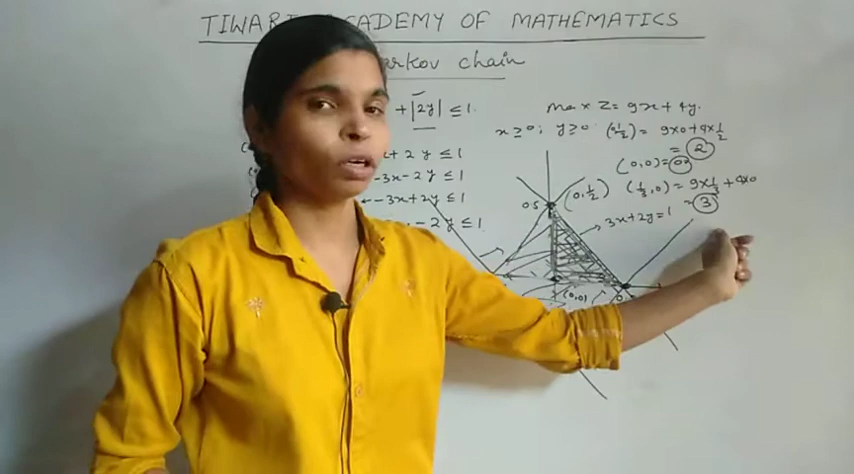 TIWARI ACADEMY OF MATHEMATICS
arkov chain
+ |2y| ≤ 1
max Z = 9x + 4y.
x ≥ 0; y ≥ 0 (0, 1/2) = 9×0 + 4×1/2
= 2
x + 2y ≤ 1
(0,0) = 0
-3x - 2y ≤ 1
0.5 (0, 1/2) (1/3, 0) = 9×1/3 + 4×0
= 3
-3x + 2y ≤ 1
3x + 2y = 1
- 2y ≤ 1
(0,0)